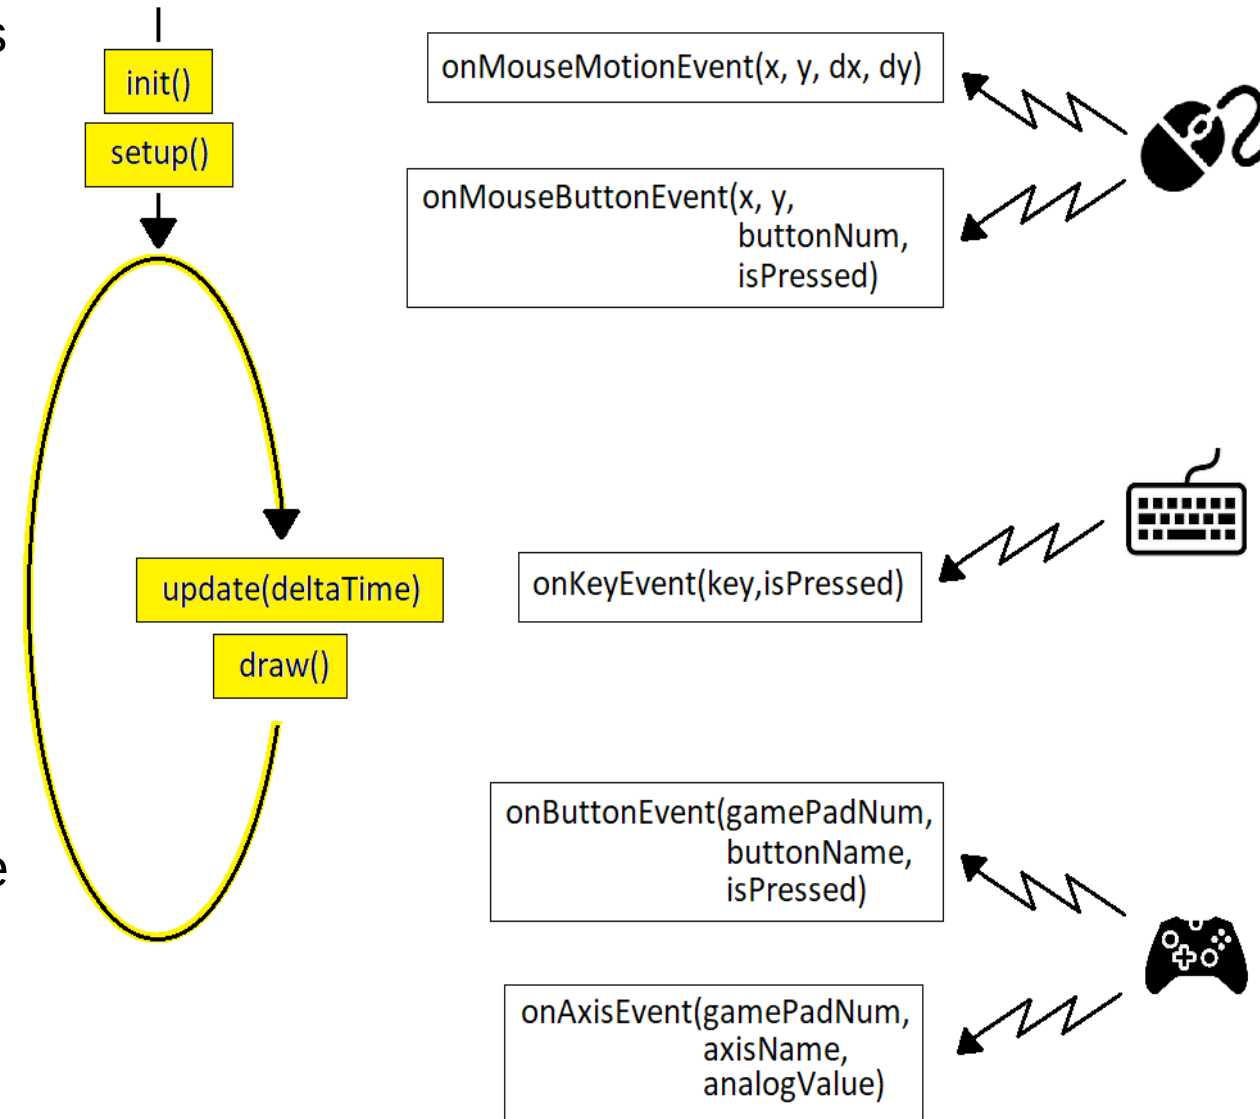 s
init()
setup()
update(deltaTime)
draw()
e
onMouseMotionEvent(x, y, dx, dy)
onMouseButtonEvent(x, y,
buttonNum,
isPressed)
onKeyEvent(key,isPressed)
onButtonEvent(gamePadNum,
buttonName,
isPressed)
onAxisEvent(gamePadNum,
axisName,
analogValue)